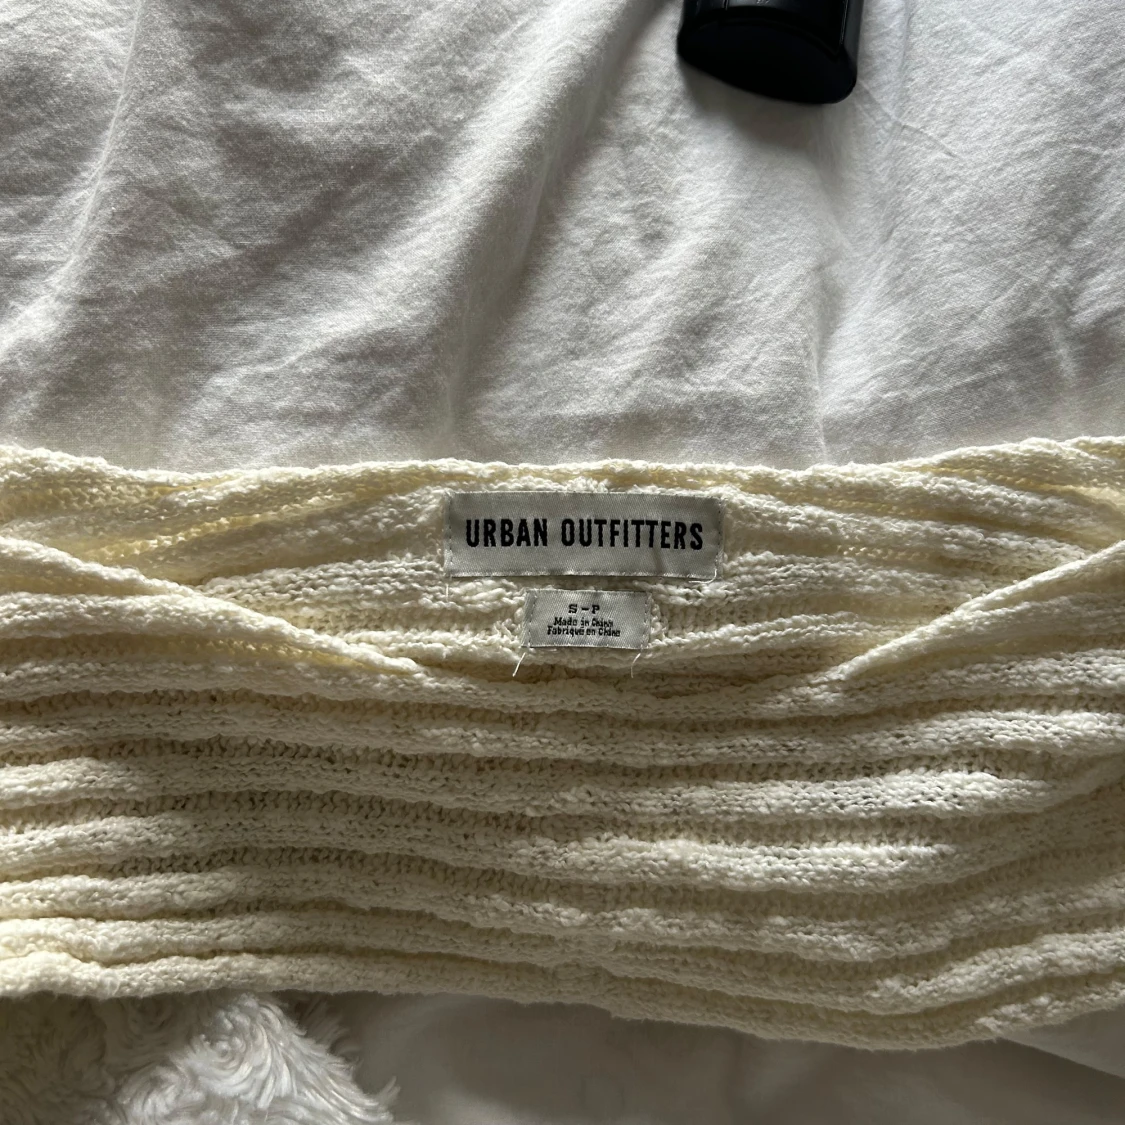 URBAN OUTFITTERS
S-P
Made in China
Fabriqué en Chine